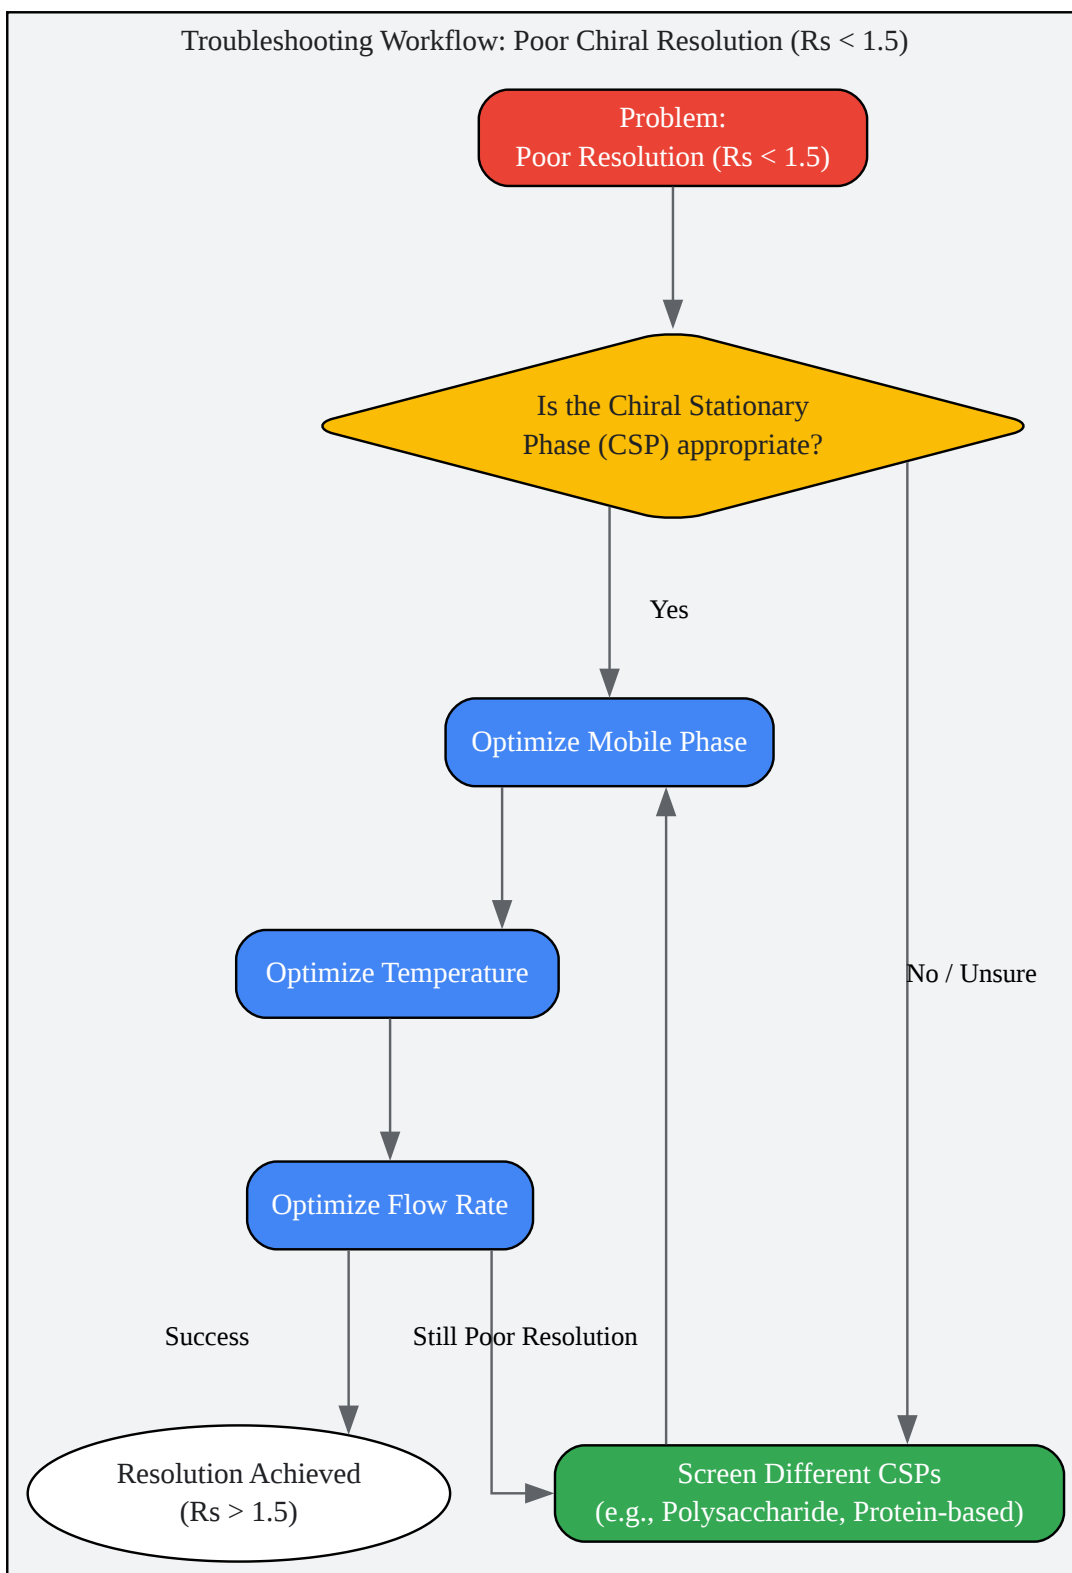 Troubleshooting Workflow: Poor Chiral Resolution (Rs < 1.5)
Problem:
Poor Resolution (Rs < 1.5)
Is the Chiral Stationary
Phase (CSP) appropriate?
Yes
Optimize Mobile Phase
Optimize Temperature
No / Unsure
Optimize Flow Rate
Success
Still Poor Resolution
Resolution Achieved
(Rs > 1.5)
Screen Different CSPs
(e.g., Polysaccharide, Protein-based)